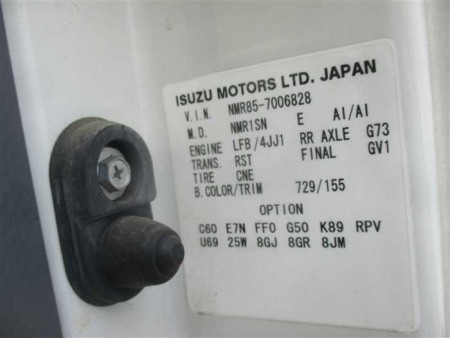 ISUZU MOTORS LTD. JAPAN
V.I.N. NMR85-7006828
M.D. NMR1SN E AI/AI
ENGINE LFB/4JJ1 RR AXLE G73
TRANS. RST FINAL GV1
TIRE CNE
B.COLOR/TRIM 729/155
OPTION
C60 E7N FF0 G50 K89 RPV
U69 25W 8GJ 8GR 8JM